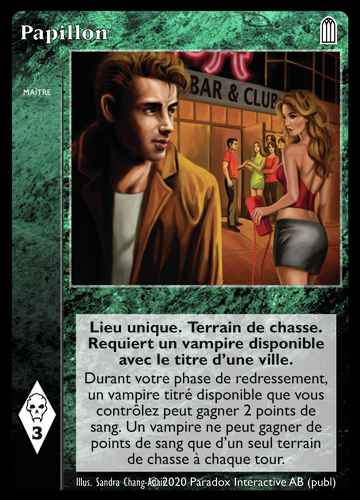 Papillon
MAÎTRE
BAR & CLUB
Lieu unique. Terrain de chasse.
Requiert un vampire disponible
avec le titre d'une ville.
Durant votre phase de redressement,
un vampire titré disponible que vous
contrôlez peut gagner 2 points de
sang. Un vampire ne peut gagner de
points de sang que d'un seul terrain
de chasse à chaque tour.
3
Illus. Sandra Chang-Adair
©2020 Paradox Interactive AB (publ)